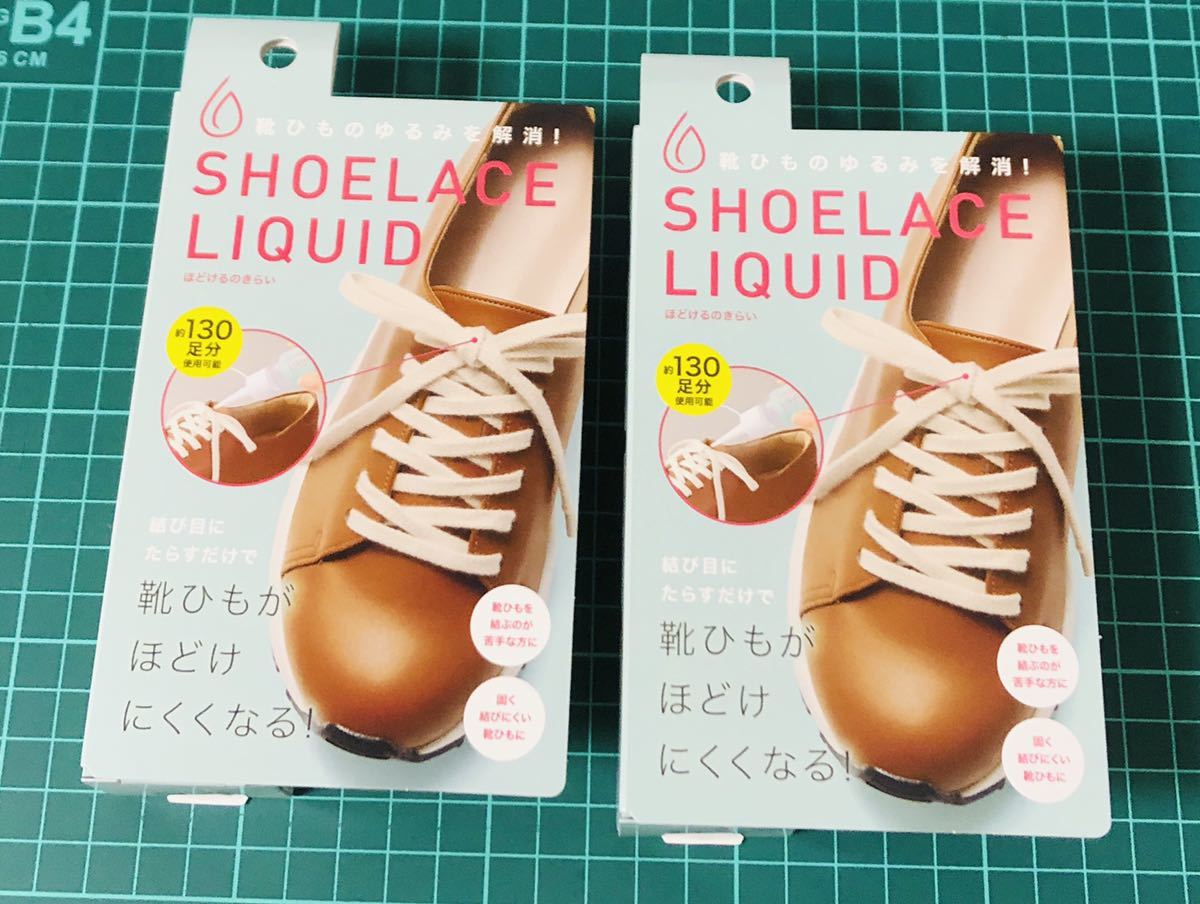 B4
6 CM
靴ひものゆるみを解消!
SHOELACE
LIQUID
ほどけるのきらい
約130
足分
使用可能
結び目に
たらすだけで
靴ひもが
ほどけ
にくくなる!
靴ひもを
結ぶのが
苦手な方に
固く
結びにくい
靴ひもに
靴ひものゆるみを解消!
SHOELACE
LIQUID
ほどけるのきらい
約130
足分
使用可能
結び目に
たらすだけで
靴ひもが
ほどけ
にくくなる!
靴ひもを
結ぶのが
苦手な方に
固く
結びにくい
靴ひもに